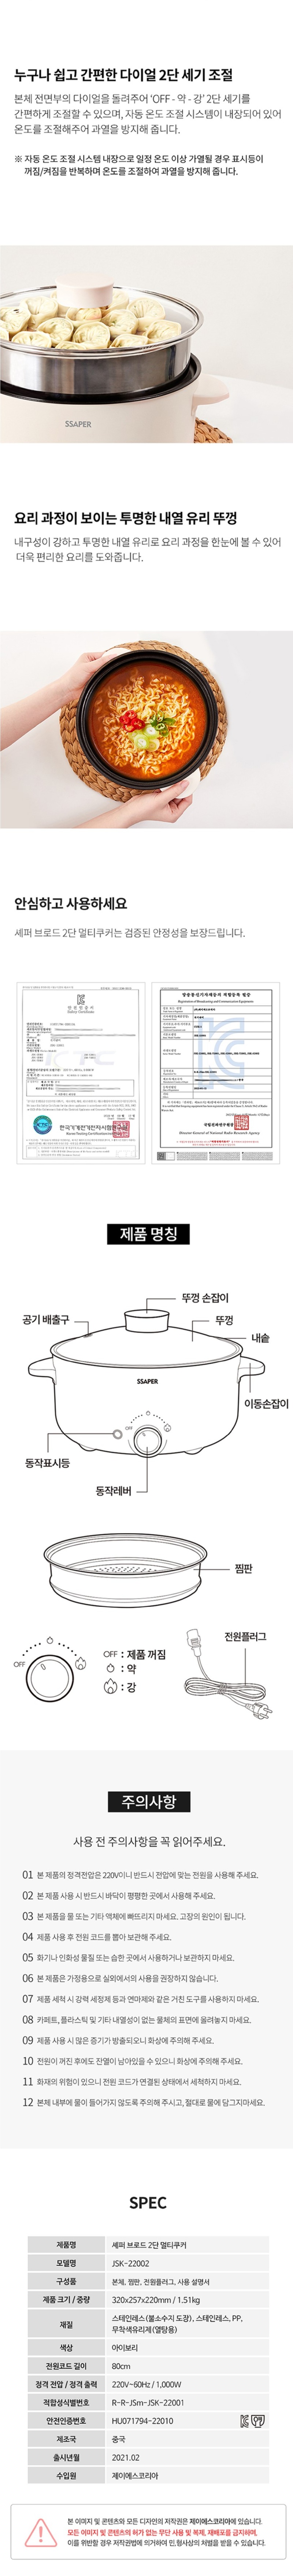 누구나 쉽고 간편한 다이얼 2단 세기 조절
본체 전면부의 다이얼을 돌려주어 'OFF - 약 - 강' 2단 세기를
간편하게 조절할 수 있으며, 자동 온도 조절 시스템이 내장되어 있어
온도를 조절해주어 과열을 방지해 줍니다.
※ 자동 온도 조절 시스템 내장으로 일정 온도 이상 가열될 경우 표시등이
꺼짐/켜짐을 반복하며 온도를 조절하여 과열을 방지해 줍니다.
SSAPER
요리 과정이 보이는 투명한 내열 유리 뚜껑
내구성이 강하고 투명한 내열 유리로 요리 과정을 한눈에 볼 수 있어
더욱 편리한 요리를 도와줍니다.
안심하고 사용하세요
세퍼 브로드 2단 멀티쿠커는 검증된 안정성을 보장드립니다.
제품 명칭
뚜껑 손잡이
공기 배출구
뚜껑
내솥
SSAPER
이동손잡이
OFF
동작표시등
동작레버
찜판
전원플러그
OFF
OFF : 제품 꺼짐
: 약
: 강
주의사항
사용 전 주의사항을 꼭 읽어주세요.
01 본 제품의 정격전압은 220V이니 반드시 전압에 맞는 전원을 사용해 주세요.
02 본 제품 사용 시 반드시 바닥이 평평한 곳에서 사용해 주세요.
03 본 제품을 물 또는 기타 액체에 빠뜨리지 마세요. 고장의 원인이 됩니다.
04 제품 사용 후 전원 코드를 뽑아 보관해 주세요.
05 화기나 인화성 물질 또는 습한 곳에서 사용하거나 보관하지 마세요.
06 본 제품은 가정용으로 실외에서의 사용을 권장하지 않습니다.
07 제품 세척 시 강력 세정제 등과 연마제와 같은 거친 도구를 사용하지 마세요.
08 카페트, 플라스틱 및 기타 내열성이 없는 물체의 표면에 올려놓지 마세요.
09 제품 사용 시 많은 증기가 방출되오니 화상에 주의해 주세요.
10 전원이 꺼진 후에도 잔열이 남아있을 수 있으니 화상에 주의해 주세요.
11 화재의 위험이 있으니 전원 코드가 연결된 상태에서 세척하지 마세요.
12 본체 내부에 물이 들어가지 않도록 주의해 주시고, 절대로 물에 담그지마세요.
SPEC
제품명 세퍼 브로드 2단 멀티쿠커
모델명 JSK-22002
구성품 본체, 찜판, 전원플러그, 사용 설명서
제품 크기 / 중량 320x257x220mm / 1.51kg
재질 스테인레스(불소수지 도장), 스테인레스, PP,
무착색유리제(열탕용)
색상 아이보리
전원코드 길이 80cm
정격 전압 / 정격 출력 220V~60Hz / 1,000W
적합성식별번호 R-R-JSm-JSK-22001
안전인증번호 HU071794-22010
제조국 중국
출시년월 2021.02
수입원 제이에스코리아
본 이미지 및 콘텐츠와 모든 디자인의 저작권은 제이에스코리아에 있습니다.
모든 이미지 및 콘텐츠의 허가 없는 무단 사용 및 복제, 재배포를 금지하며,
이를 위반할 경우 저작권법에 의거하여 민,형사상의 처벌을 받을 수 있습니다.